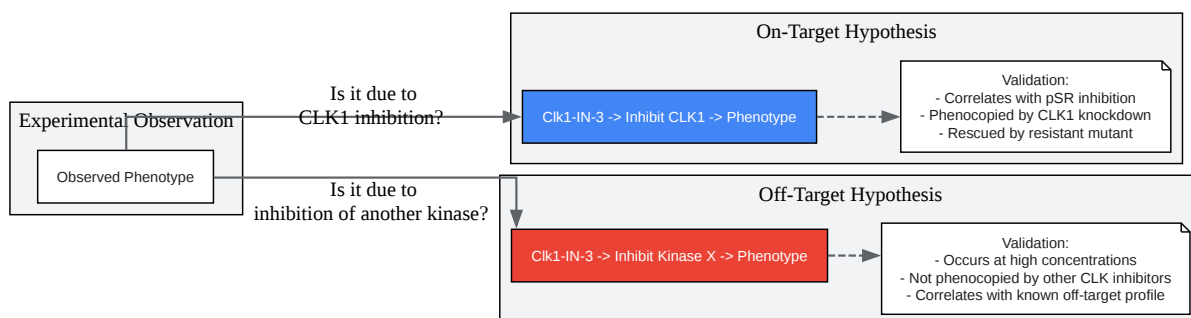 On-Target Hypothesis
Validation:
- Correlates with pSR inhibition
- Phenocopied by CLK1 knockdown
- Rescued by resistant mutant
Clk1-IN-3 -> Inhibit CLK1 -> Phenotype
Is it due to
CLK1 inhibition?
Experimental Observation
Observed Phenotype
Is it due to
inhibition of another kinase?
Off-Target Hypothesis
Clk1-IN-3 -> Inhibit Kinase X -> Phenotype
Validation:
- Occurs at high concentrations
- Not phenocopied by other CLK inhibitors
- Correlates with known off-target profile